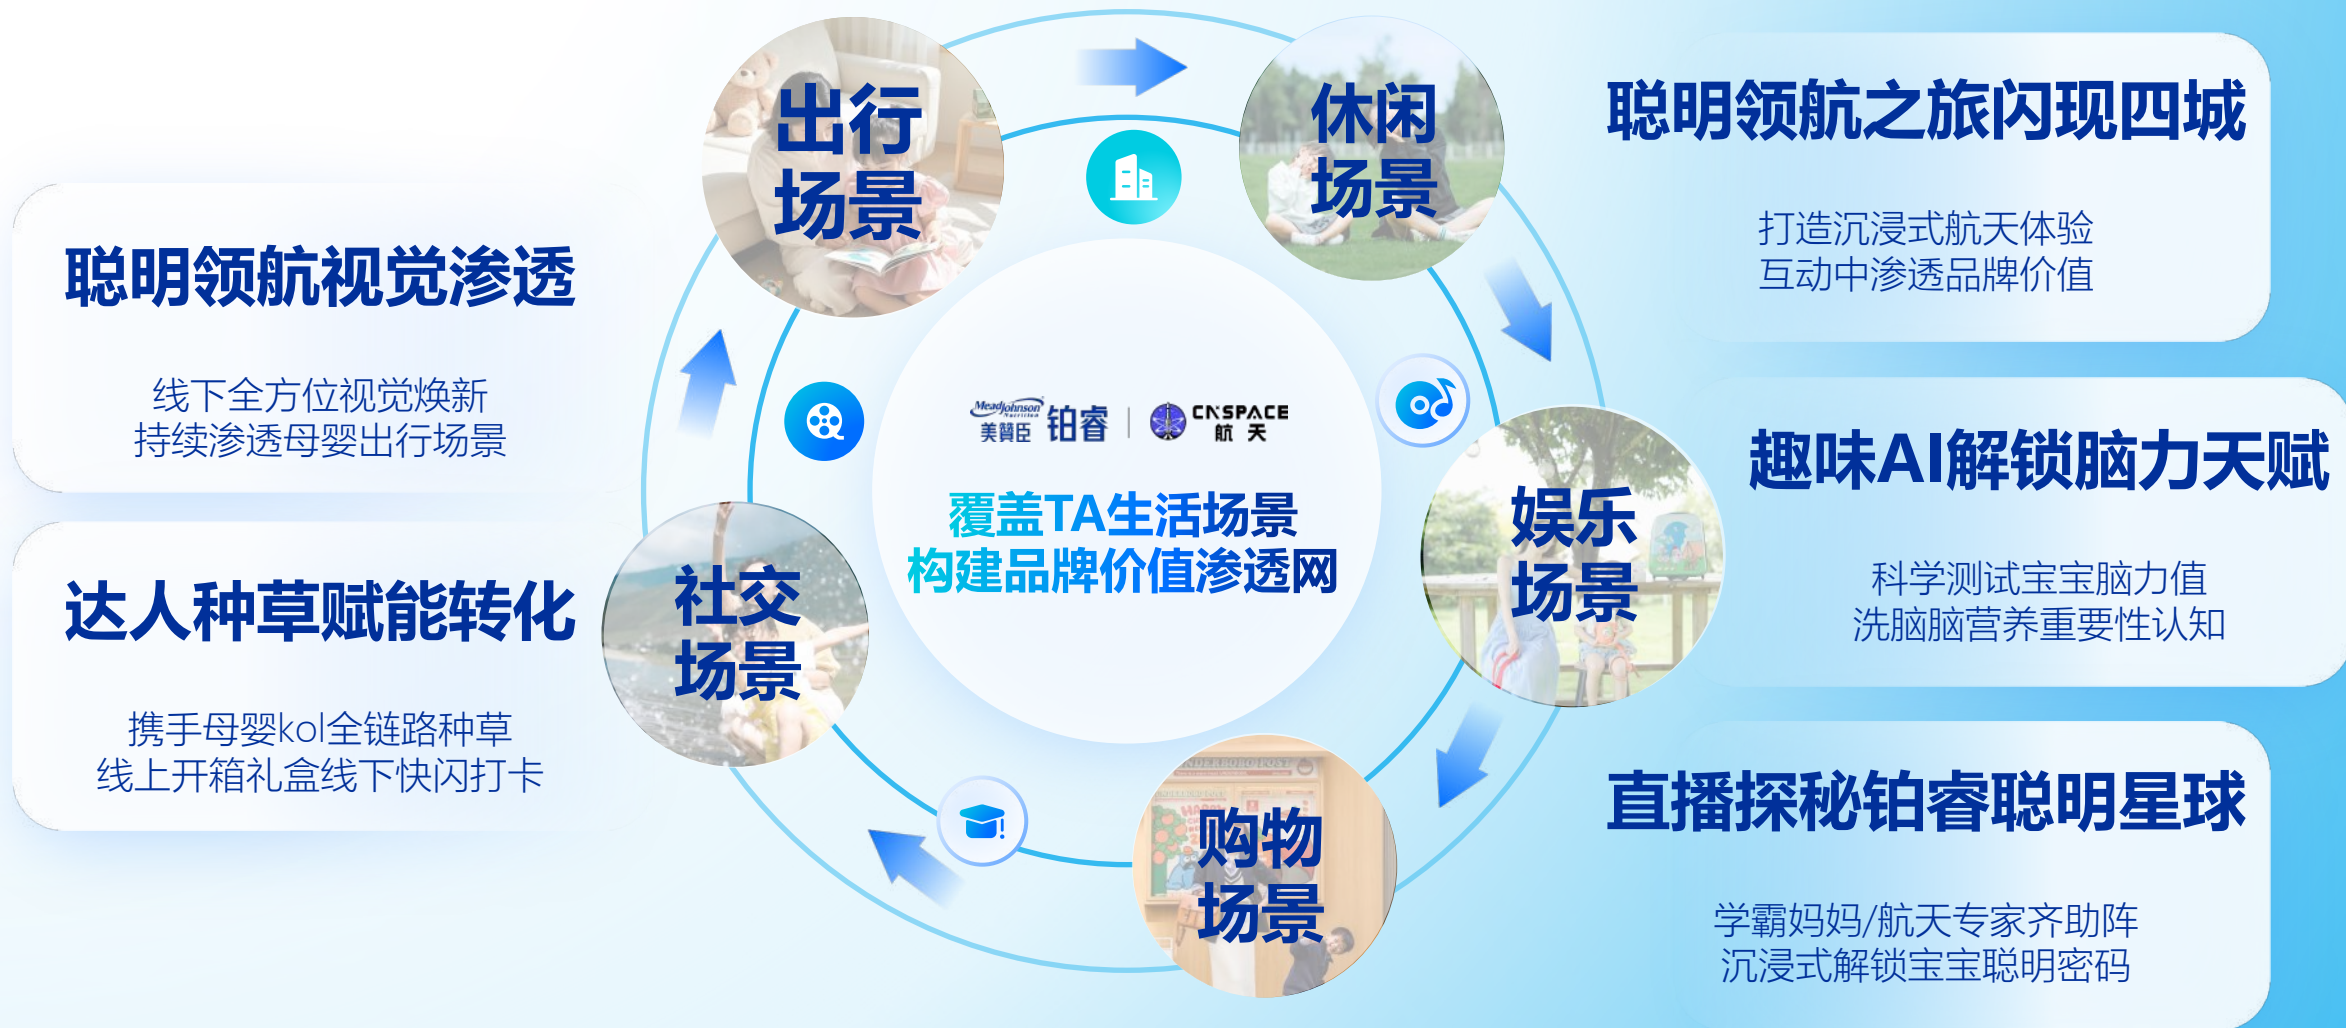 出行
场景
休闲
场景
聪明领航之旅闪现四城
打造沉浸式航天体验
互动中渗透品牌价值
聪明领航视觉渗透
线下全方位视觉焕新
持续渗透母婴出行场景
MeadJohnson
Nutrition
美赞臣 铂睿
CNSPACE
航天
覆盖TA生活场景
构建品牌价值渗透网
娱乐
场景
趣味AI解锁脑力天赋
科学测试宝宝脑力值
洗脑脑营养重要性认知
达人种草赋能转化
携手母婴kol全链路种草
线上开箱礼盒线下快闪打卡
社交
场景
购物
场景
直播探秘铂睿聪明星球
学霸妈妈/航天专家齐助阵
沉浸式解锁宝宝聪明密码